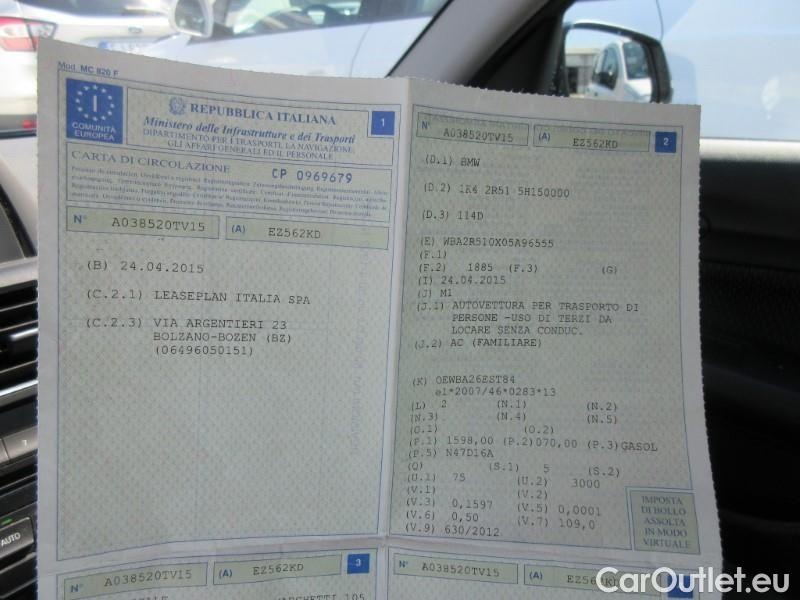 Mod. MC 820 F
I
COMUNITÀ
EUROPEA
REPUBBLICA ITALIANA
1
Ministero delle Infrastrutture e dei Trasporti
DIPARTIMENTO PER I TRASPORTI, LA NAVIGAZIONE,
GLI AFFARI GENERALI ED IL PERSONALE
CARTA DI CIRCOLAZIONE
CP 0969679
N° A038520TV15 (A) EZ562KD
(B) 24.04.2015
(C.2.1) LEASEPLAN ITALIA SPA
(C.2.3) VIA ARGENTIERI 23
BOLZANO-BOZEN (BZ)
(06496050151)
N° A038520TV15 (A) EZ562KD
2
(D.1) BMW
(D.2) 1K4 2R51 5H150000
(D.3) 114D
(E) WBA2R510X05A96555
(F.1)
(F.2) 1885 (F.3) (G)
(I) 24.04.2015
(J) M1
(J.1) AUTOVETTURA PER TRASPORTO DI
PERSONE -USO DI TERZI DA
LOCARE SENZA CONDUC.
(J.2) AC (FAMILIARE)
(K) OEWBA26EST84
e1*2007/46*0283*13
(L) 2 (N.1) (N.2)
(N.3) (N.4) (N.5)
(O.1) (O.2)
(P.1) 1598,00 (P.2)070,00 (P.3)GASOL
(P.5) N47D16A
(Q) (S.1) 5 (S.2)
(U.1) 75 (U.2) 3000
(V.1) (V.2)
(V.3) 0,1597 (V.5) 0,0001
(V.6) 0,50 (V.7) 109,0
(V.9) 630/2012
IMPOSTA
DI BOLLO
ASSOLTA
IN MODO
VIRTUALE
N° A038520TV15 (A) EZ562KD
3
N° A038520TV15 (A) EZ562KD
105
AUTO
CarOutlet.eu